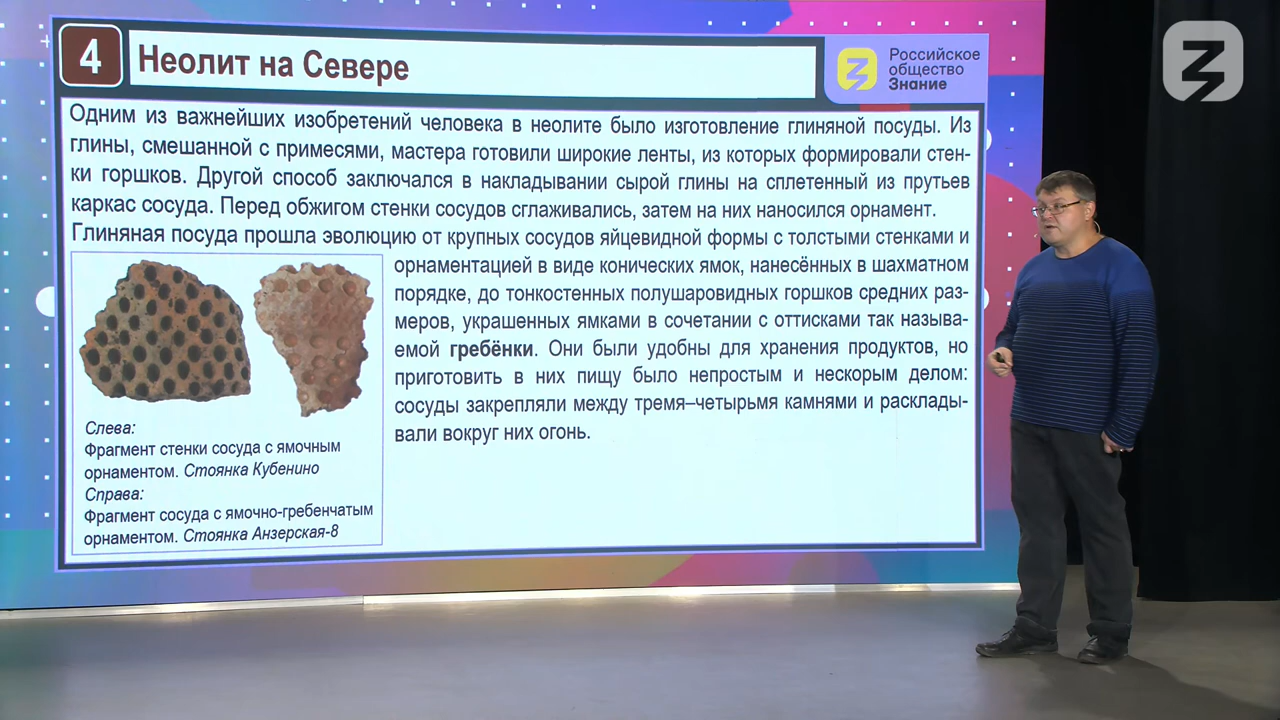 4
Неолит на Севере
Российское
общество
Знание
Одним из важнейших изобретений человека в неолите было изготовление глиняной посуды. Из
глины, смешанной с примесями, мастера готовили широкие ленты, из которых формировали стен-
ки горшков. Другой способ заключался в накладывании сырой глины на сплетенный из прутьев
каркас сосуда. Перед обжигом стенки сосудов сглаживались, затем на них наносился орнамент.
Глиняная посуда прошла эволюцию от крупных сосудов яйцевидной формы с толстыми стенками и
орнаментацией в виде конических ямок, нанесённых в шахматном
порядке, до тонкостенных полушаровидных горшков средних раз-
меров, украшенных ямками в сочетании с оттисками так называ-
емой гребёнки. Они были удобны для хранения продуктов, но
приготовить в них пищу было непростым и нескорым делом:
сосуды закрепляли между тремя–четырьмя камнями и расклады-
вали вокруг них огонь.
Слева:
Фрагмент стенки сосуда с ямочным
орнаментом. Стоянка Кубенино
Справа:
Фрагмент сосуда с ямочно-гребенчатым
орнаментом. Стоянка Анзерская-8